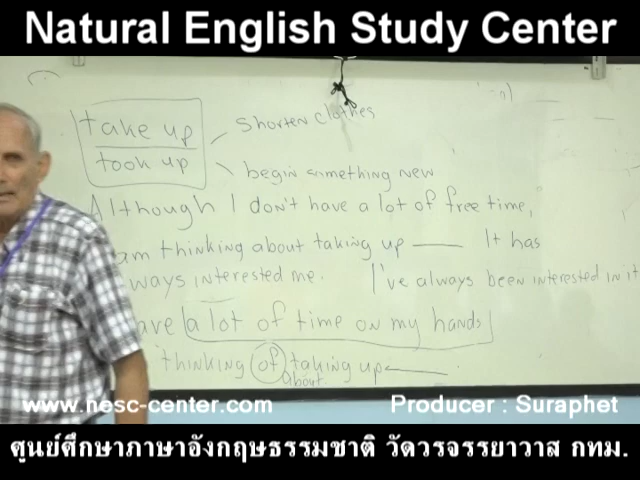 Natural English Study Center
take up
shorten clothes
took up
begin something new
Although I don't have a lot of free time,
am thinking about taking up ——— It has
ways interested me. I've always been interested in it
ave a lot of time on my hands
thinking of taking up ———
about
www.nesc-center.com Producer : Suraphet
ศูนย์ศึกษาภาษาอังกฤษธรรมชาติ วัดวรจรรยาวาส กทม.